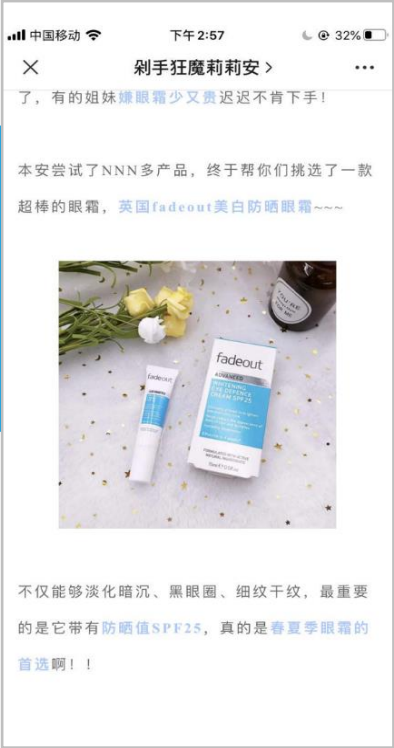 中国移动
下午2:57
32%
剁手狂魔莉莉安 >
了，有的姐妹嫌眼霜少又贵迟迟不肯下手！
本安尝试了NNN多产品，终于帮你们挑选了一款
超棒的眼霜，英国fadeout美白防晒眼霜~~~
fadeout
fadeout
ADVANCED
WHITENING
EYE DEFENCE
CREAM SPF 25
不仅能够淡化暗沉、黑眼圈、细纹干纹，最重要
的是它带有防晒值SPF25，真的是春夏季眼霜的
首选啊！！